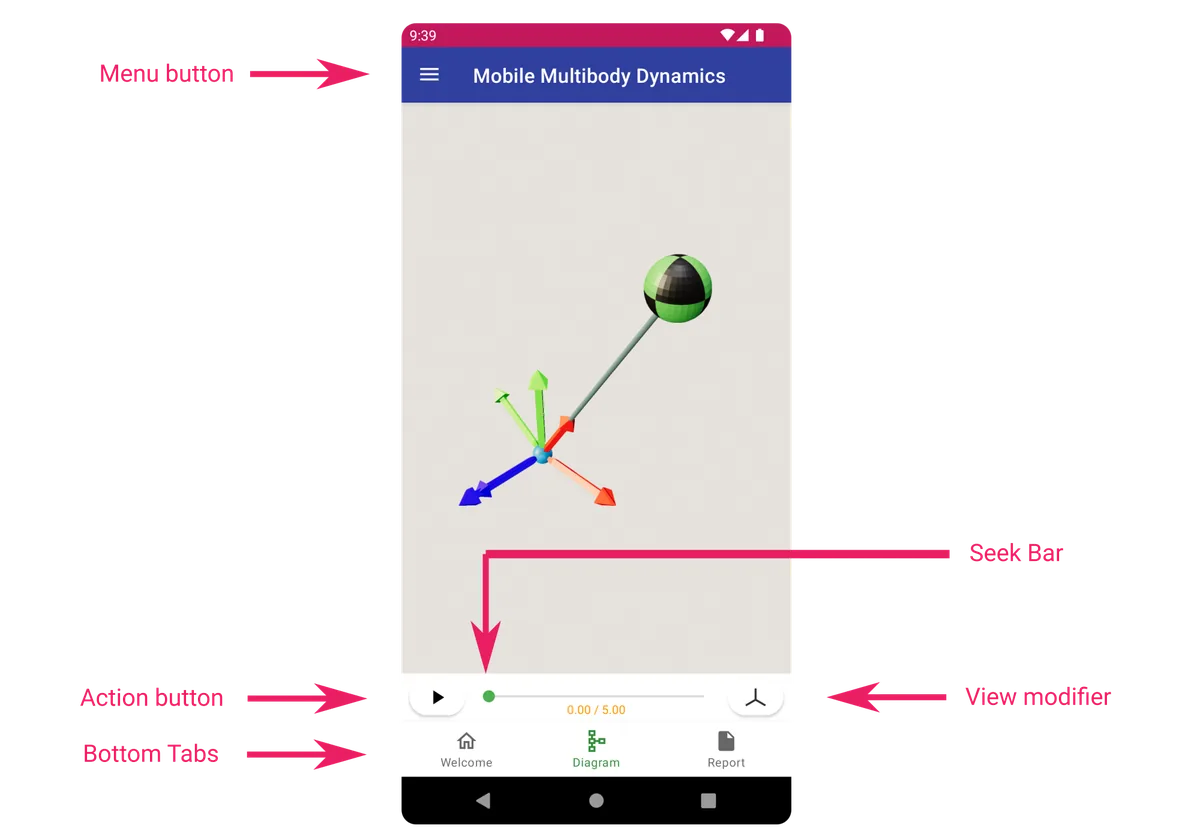 9:39
Menu button
Mobile Multibody Dynamics
Seek Bar
Action button
View modifier
0.00 / 5.00
Bottom Tabs
Welcome
Diagram
Report